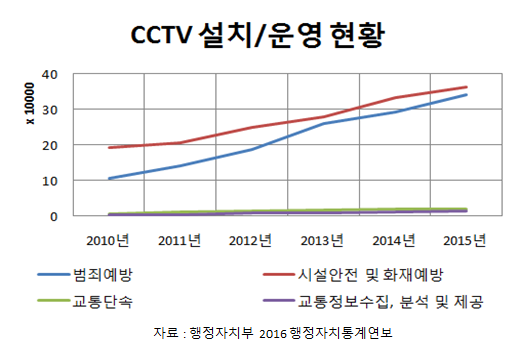 CCTV 설치/운영 현황
x 10000
40
30
20
10
0
2010년 2011년 2012년 2013년 2014년 2015년
범죄예방 시설안전 및 화재예방
교통단속 교통정보수집, 분석 및 제공
자료 : 행정자치부 2016 행정자치통계연보